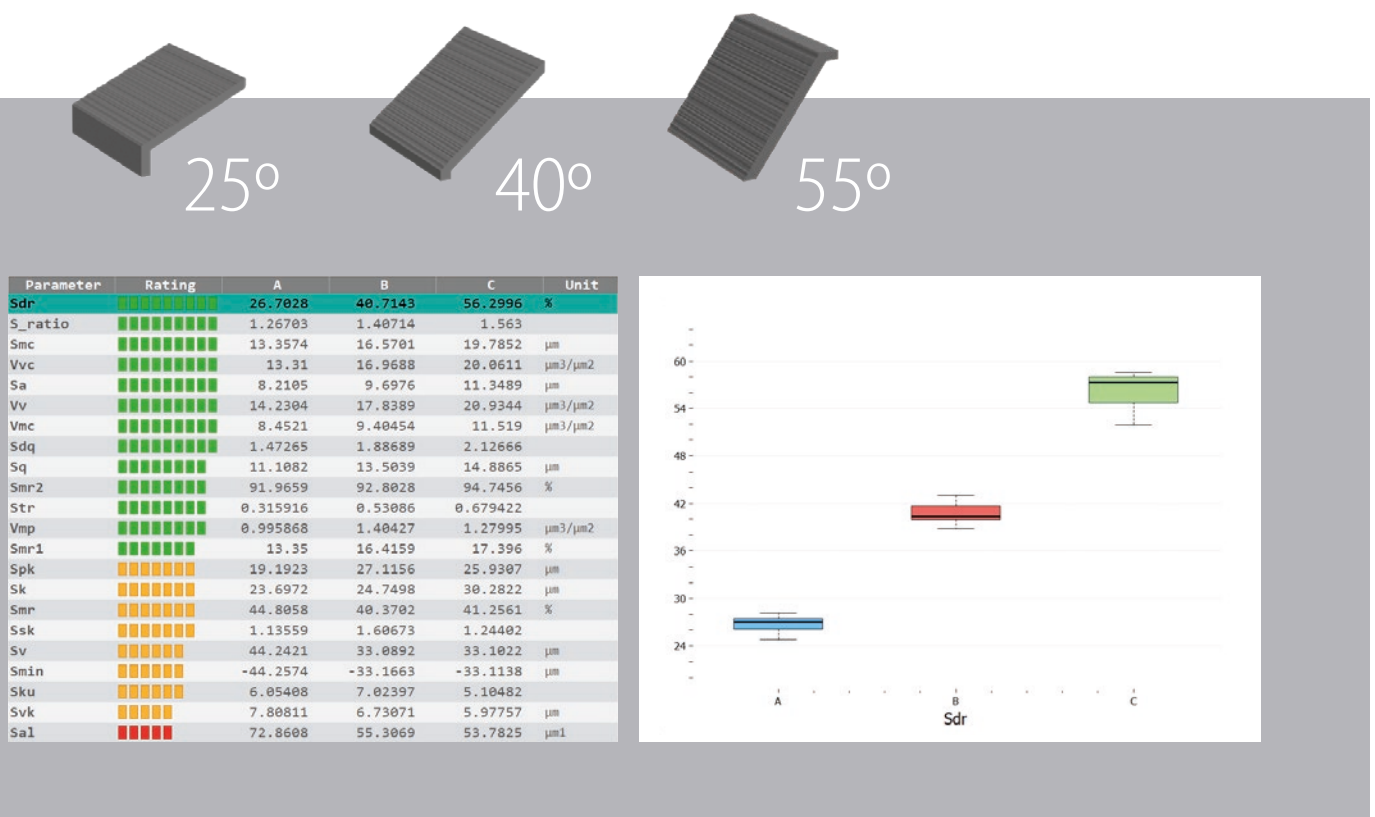 25º
40º
55º
Parameter Rating A B C Unit
Sdr 26.7028 40.7143 56.2996 %
S_ratio 1.26703 1.40714 1.563
Smc 13.3574 16.5701 19.7852 µm
Vvc 13.31 16.9688 20.0611 µm3/µm2
Sa 8.2105 9.6976 11.3489 µm
Vv 14.2304 17.8389 20.9344 µm3/µm2
Vmc 8.4521 9.40454 11.519 µm3/µm2
Sdq 1.47265 1.88689 2.12666
Sq 11.1082 13.5039 14.8865 µm
Smr2 91.9659 92.8028 94.7456 %
Str 0.315916 0.53086 0.679422
Vmp 0.995868 1.40427 1.27995 µm3/µm2
Smr1 13.35 16.4159 17.396 %
Spk 19.1923 27.1156 25.9307 µm
Sk 23.6972 24.7498 30.2822 µm
Smr 44.8058 40.3702 41.2561 %
Ssk 1.13559 1.60673 1.24402
Sv 44.2421 33.0892 33.1022 µm
Smin -44.2574 -33.1663 -33.1138 µm
Sku 6.05408 7.02397 5.10482
Svk 7.80811 6.73071 5.97757 µm
Sal 72.8608 55.3069 53.7825 µm1
60
54
48
42
36
30
24
A B C
Sdr